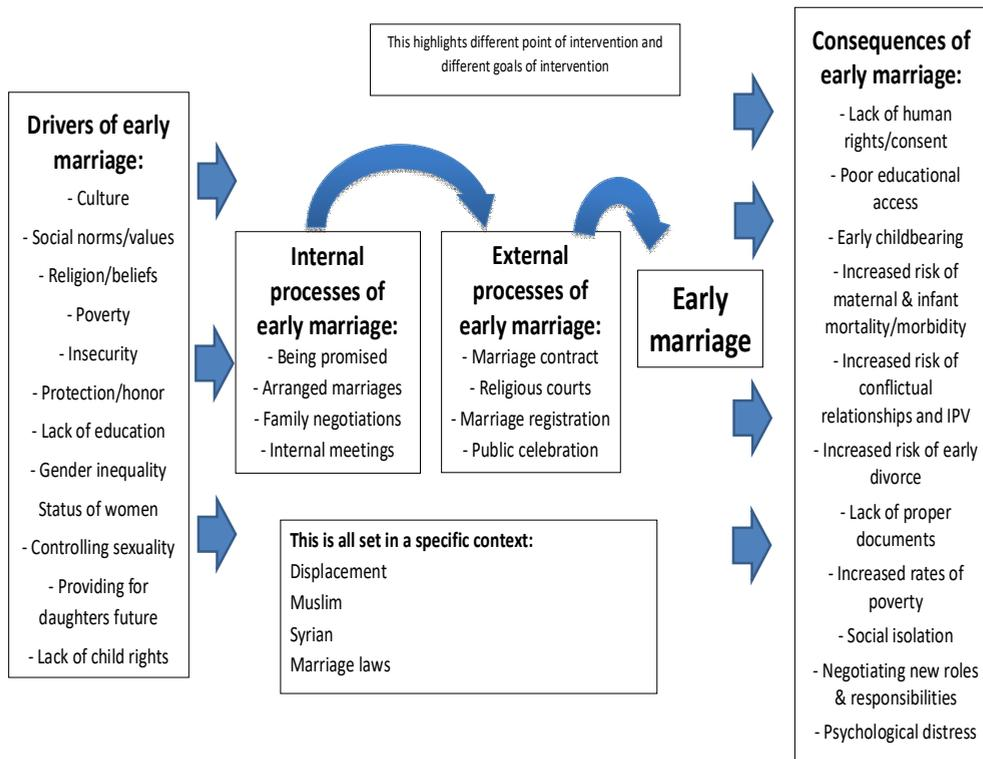 This highlights different point of intervention and
different goals of intervention
Drivers of early
marriage:
- Culture
- Social norms/values
- Religion/beliefs
- Poverty
- Insecurity
- Protection/honor
- Lack of education
- Gender inequality
Status of women
- Controlling sexuality
- Providing for
daughters future
- Lack of child rights
Internal
processes of
early marriage:
- Being promised
- Arranged marriages
- Family negotiations
- Internal meetings
External
processes of
early marriage:
- Marriage contract
- Religious courts
- Marriage registration
- Public celebration
Early
marriage
This is all set in a specific context:
Displacement
Muslim
Syrian
Marriage laws
Consequences of
early marriage:
- Lack of human
rights/consent
- Poor educational
access
- Early childbearing
- Increased risk of
maternal & infant
mortality/morbidity
- Increased risk of
conflictual
relationships and IPV
- Increased risk of early
divorce
- Lack of proper
documents
- Increased rates of
poverty
- Social isolation
- Negotiating new roles
& responsibilities
- Psychological distress